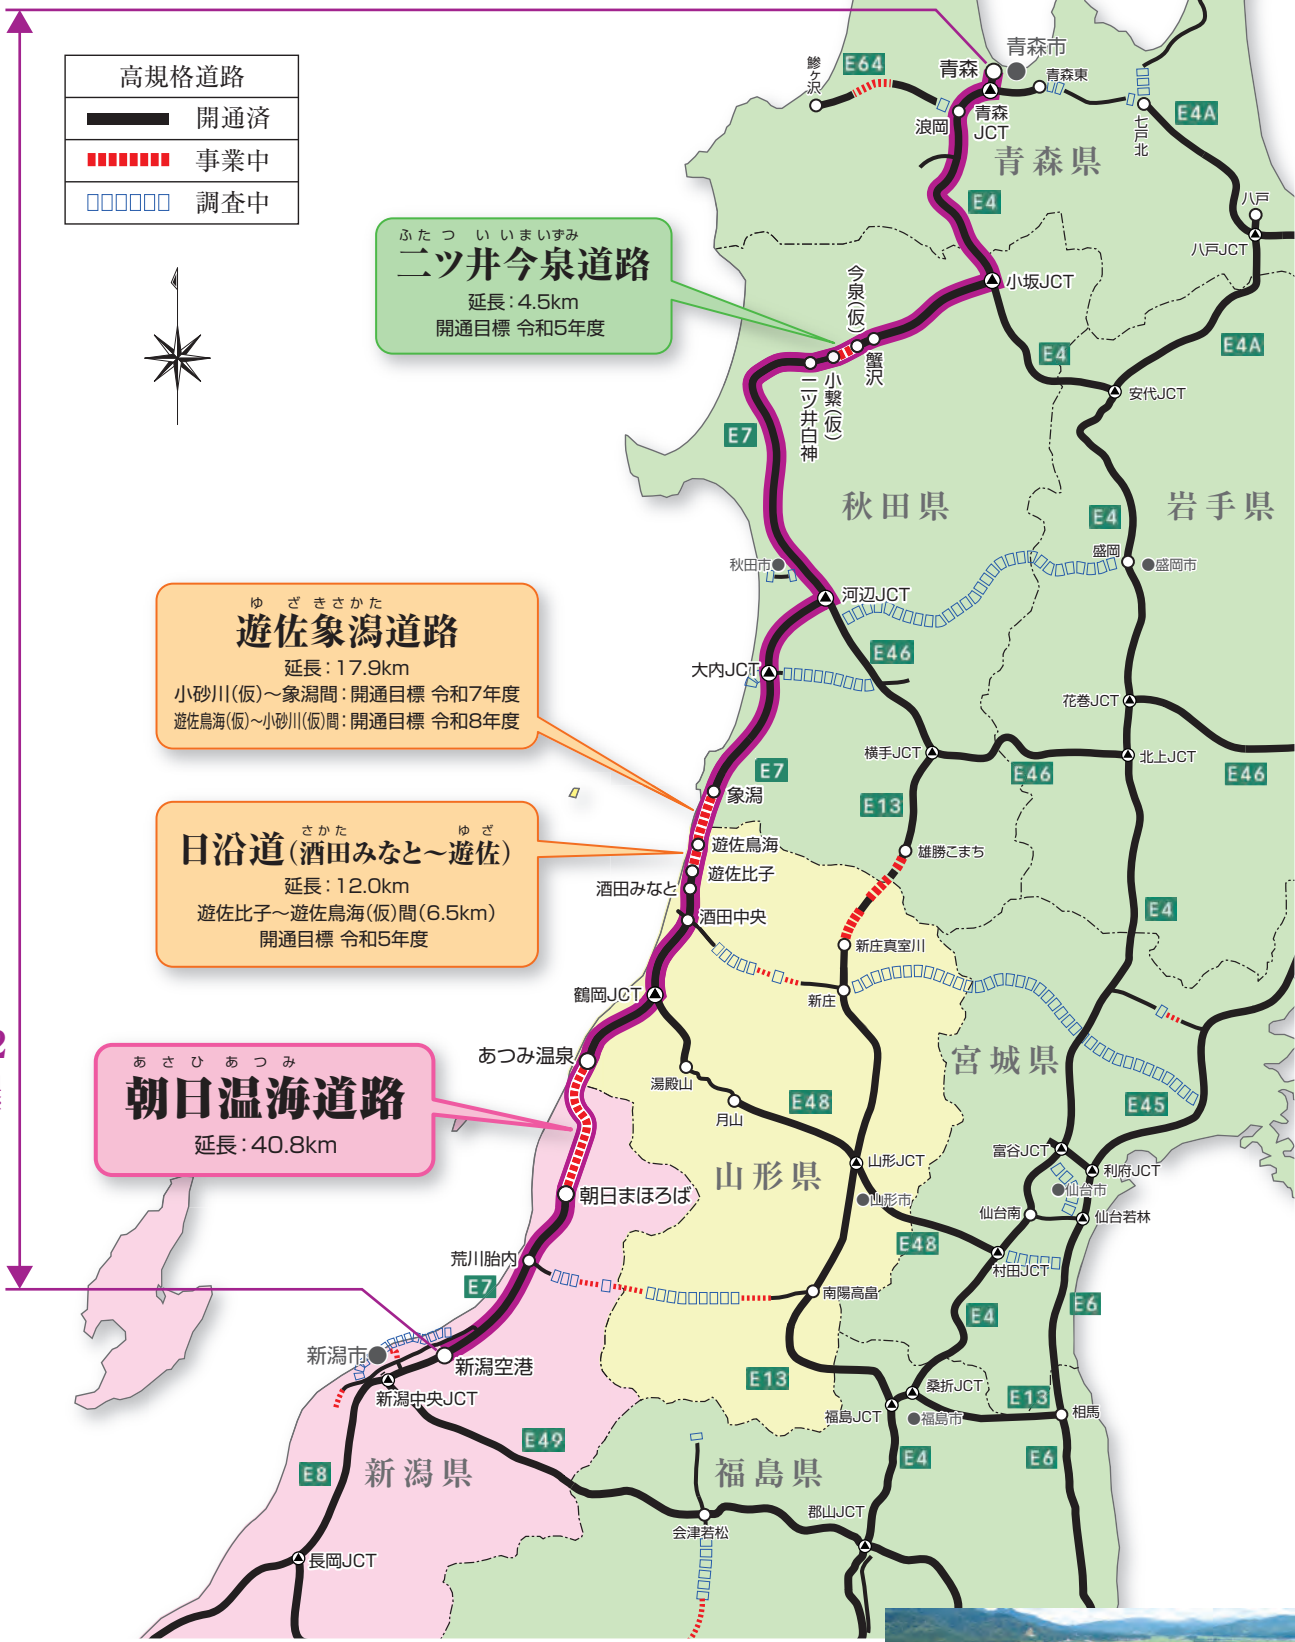 高規格道路
開通済
事業中
調査中
ふたつ いいまいずみ
二ツ井今泉道路
延長：4.5km
開通目標 令和5年度
ゆ ざ きさかた
遊佐象潟道路
延長：17.9km
小砂川(仮)～象潟間：開通目標 令和7年度
遊佐鳥海(仮)～小砂川(仮)間：開通目標 令和8年度
さかた ゆざ
日沿道(酒田みなと～遊佐)
延長：12.0km
遊佐比子～遊佐鳥海(仮)間(6.5km)
開通目標 令和5年度
あさひ あつみ
朝日温海道路
延長：40.8km
2
鰺ヶ沢
E64
青森
青森市
青森東
青森
JCT
浪岡
七戸北
E4A
青森県
E4
八戸
八戸JCT
小坂JCT
今泉(仮)
蟹沢
小繋(仮)
二ツ井白神
E4
E4A
安代JCT
E7
秋田県
岩手県
E4
盛岡
盛岡市
秋田市
河辺JCT
E46
大内JCT
花巻JCT
横手JCT
北上JCT
E7
E46
E46
E13
象潟
遊佐鳥海
遊佐比子
酒田みなと
酒田中央
雄勝こまち
E4
新庄真室川
新庄
鶴岡JCT
あつみ温泉
湯殿山
月山
E48
宮城県
E45
富谷JCT
利府JCT
仙台市
仙台南
仙台若林
山形県
山形JCT
山形市
朝日まほろば
E48
村田JCT
荒川胎内
E7
南陽高畠
E6
E4
新潟市
新潟空港
新潟中央JCT
E13
桑折JCT
E13
福島JCT
福島市
相馬
E49
E8
新潟県
福島県
E4
E6
会津若松
郡山JCT
長岡JCT